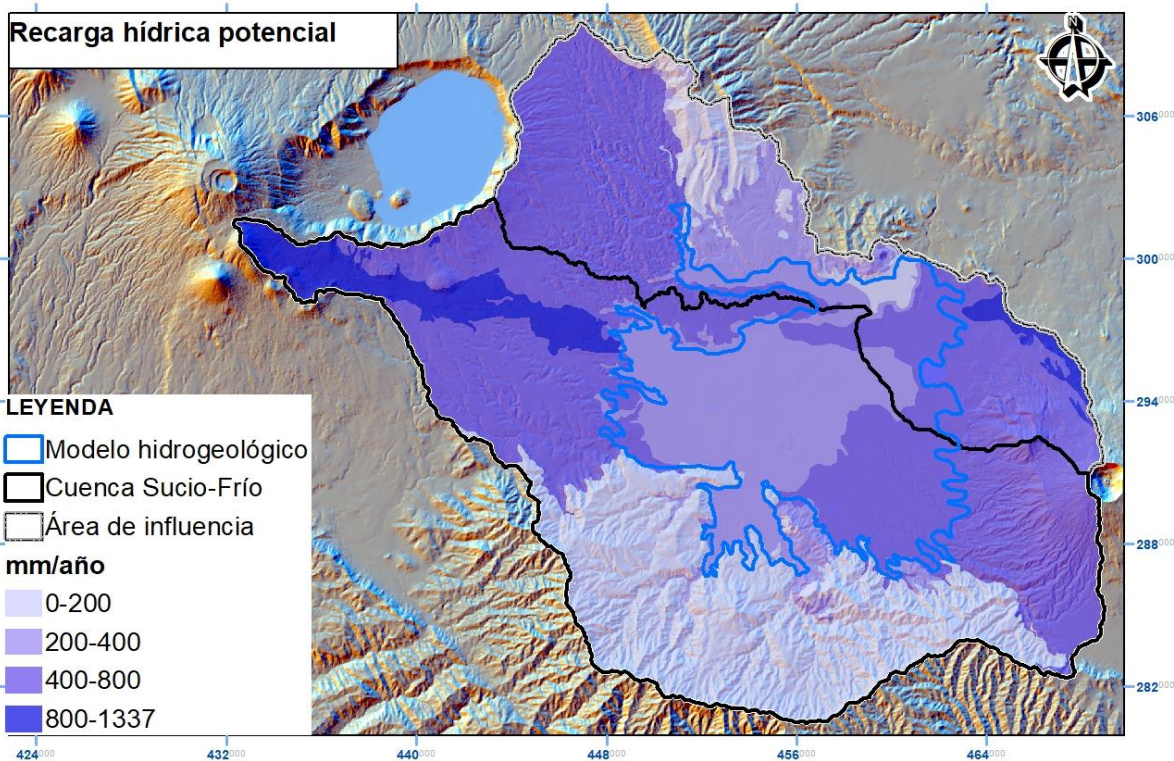 Recarga hídrica potencial
N
306000
300000
294000
288000
282000
LEYENDA
Modelo hidrogeológico
Cuenca Sucio-Frío
Área de influencia
mm/año
0-200
200-400
400-800
800-1337
424000
432000
440000
448000
456000
464000